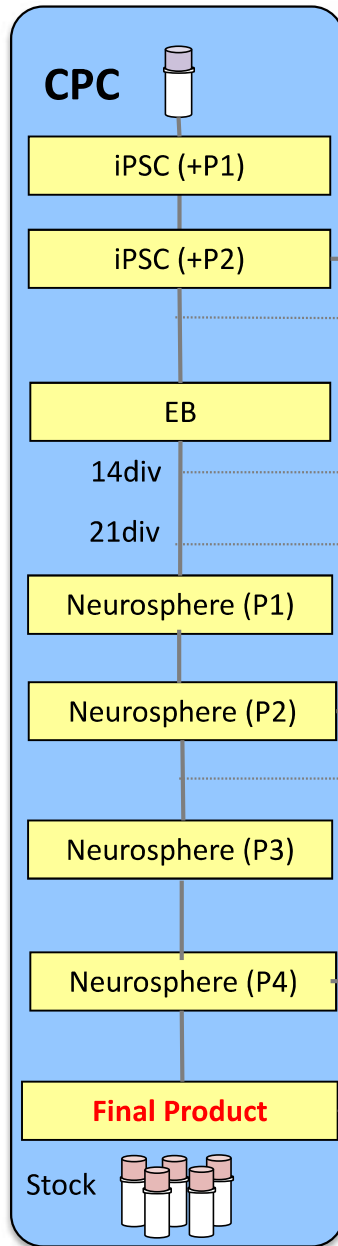 CPC
iPSC (+P1)
iPSC (+P2)
EB
14div
21div
Neurosphere (P1)
Neurosphere (P2)
Neurosphere (P3)
Neurosphere (P4)
Final Product
Stock